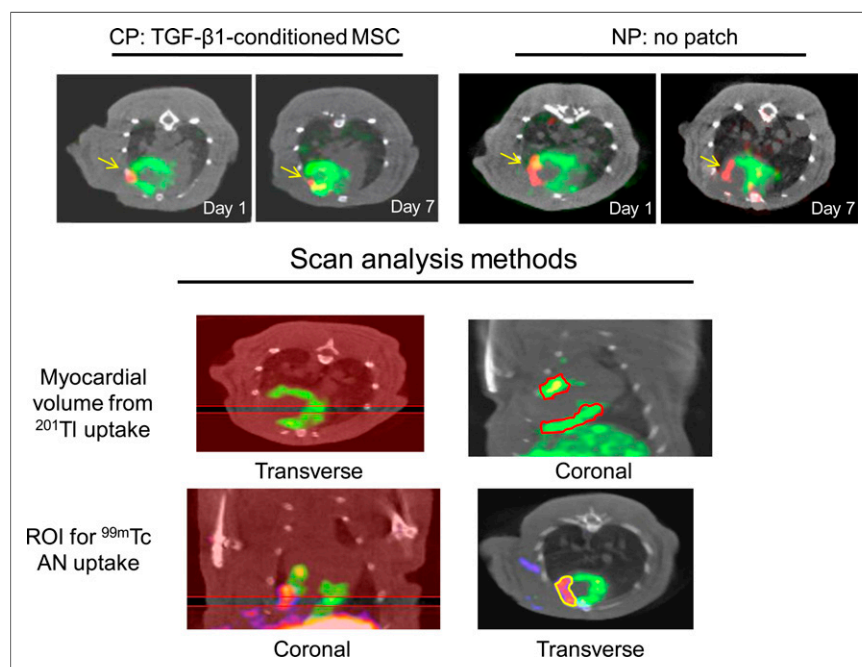 CP: TGF-β1-conditioned MSC
NP: no patch
Day 1
Day 7
Day 1
Day 7
Scan analysis methods
Myocardial
volume from
²⁰¹Tl uptake
Transverse
Coronal
ROI for ⁹⁹ᵐTc
AN uptake
Coronal
Transverse